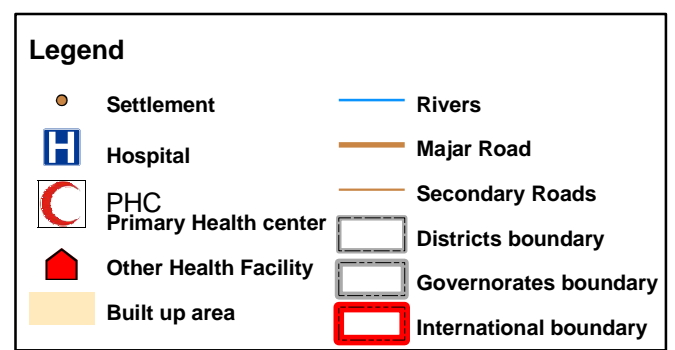 Legend
Settlement
Hospital
PHC
Primary Health center
Other Health Facility
Built up area
Rivers
Majar Road
Secondary Roads
Districts boundary
Governorates boundary
International boundary